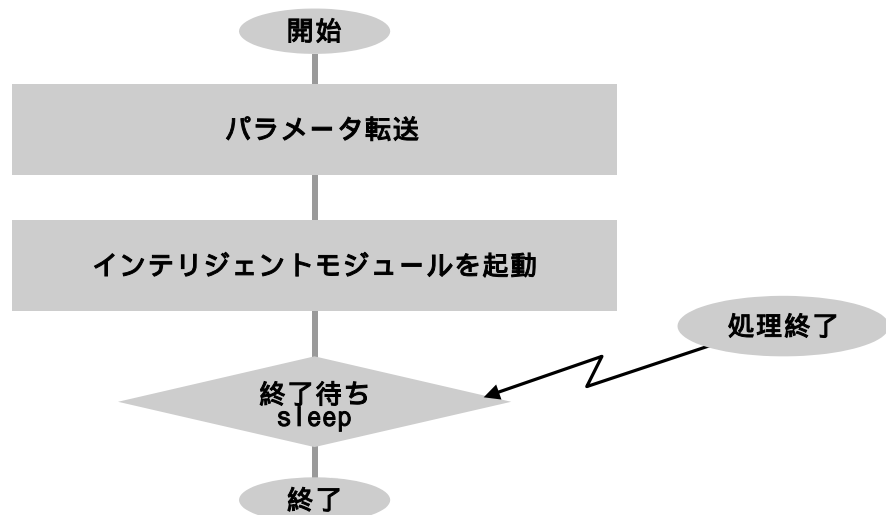 開始
パラメータ転送
インテリジェントモジュールを起動
処理終了
終了待ち
sleep
終了